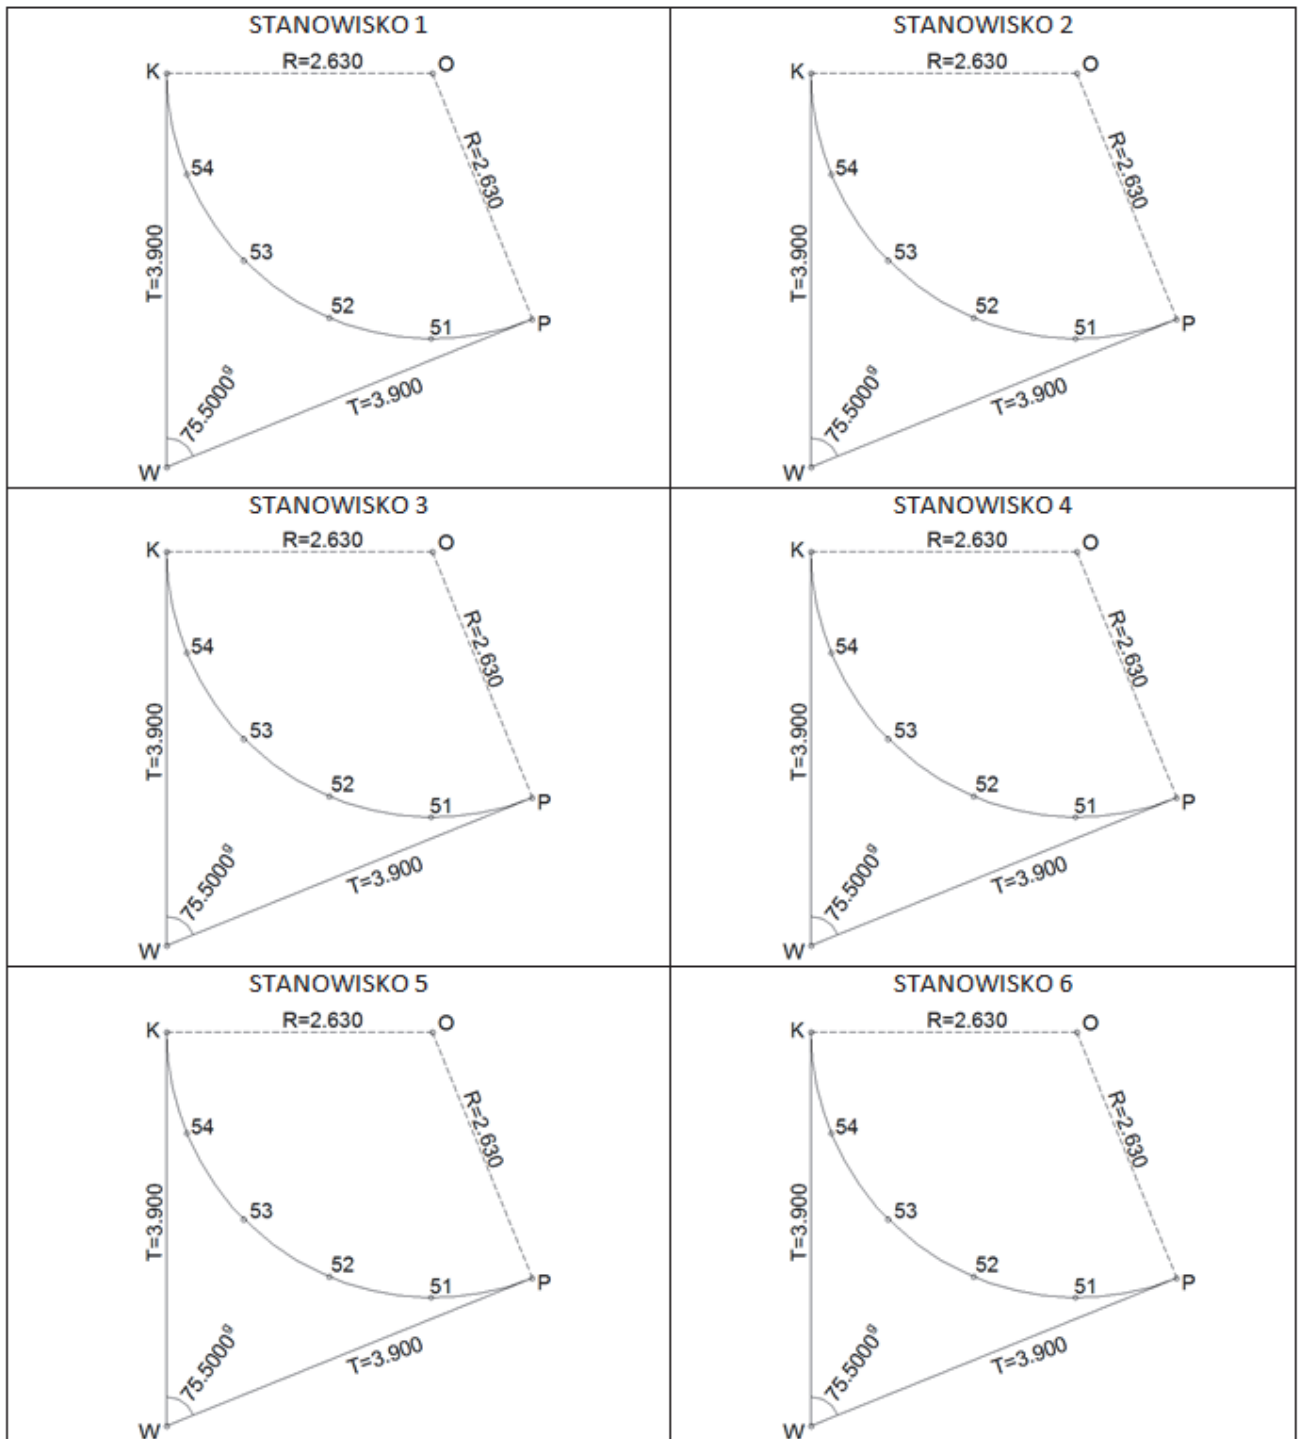 STANOWISKO 1
R=2.630
K
O
R=2.630
54
T=3.900
53
52
51
P
75.5000ᵍ
T=3.900
W
STANOWISKO 2
R=2.630
K
O
R=2.630
54
T=3.900
53
52
51
P
75.5000ᵍ
T=3.900
W
STANOWISKO 3
R=2.630
K
O
R=2.630
54
T=3.900
53
52
51
P
75.5000ᵍ
T=3.900
W
STANOWISKO 4
R=2.630
K
O
R=2.630
54
T=3.900
53
52
51
P
75.5000ᵍ
T=3.900
W
STANOWISKO 5
R=2.630
K
O
R=2.630
54
T=3.900
53
52
51
P
75.5000ᵍ
T=3.900
W
STANOWISKO 6
R=2.630
K
O
R=2.630
54
T=3.900
53
52
51
P
75.5000ᵍ
T=3.900
W